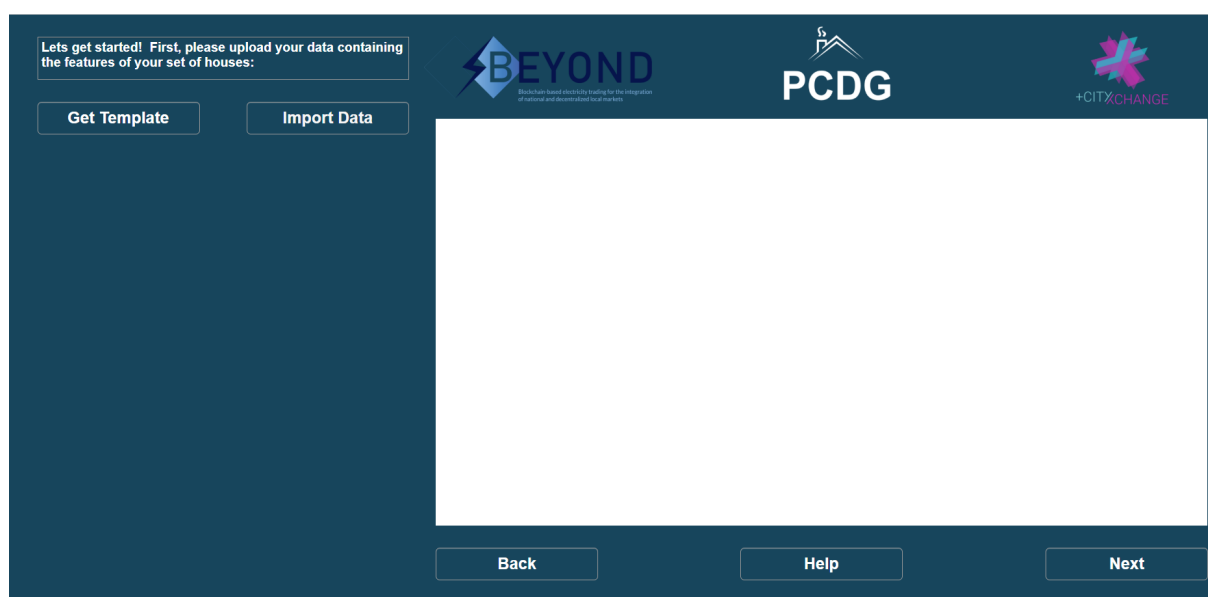 Lets get started!  First, please upload your data containing
the features of your set of houses:
Get Template
Import Data
BEYOND
Blockchain-based electricity trading for the integration
of national and decentralized local markets
PCDG
+CITYXCHANGE
Back
Help
Next